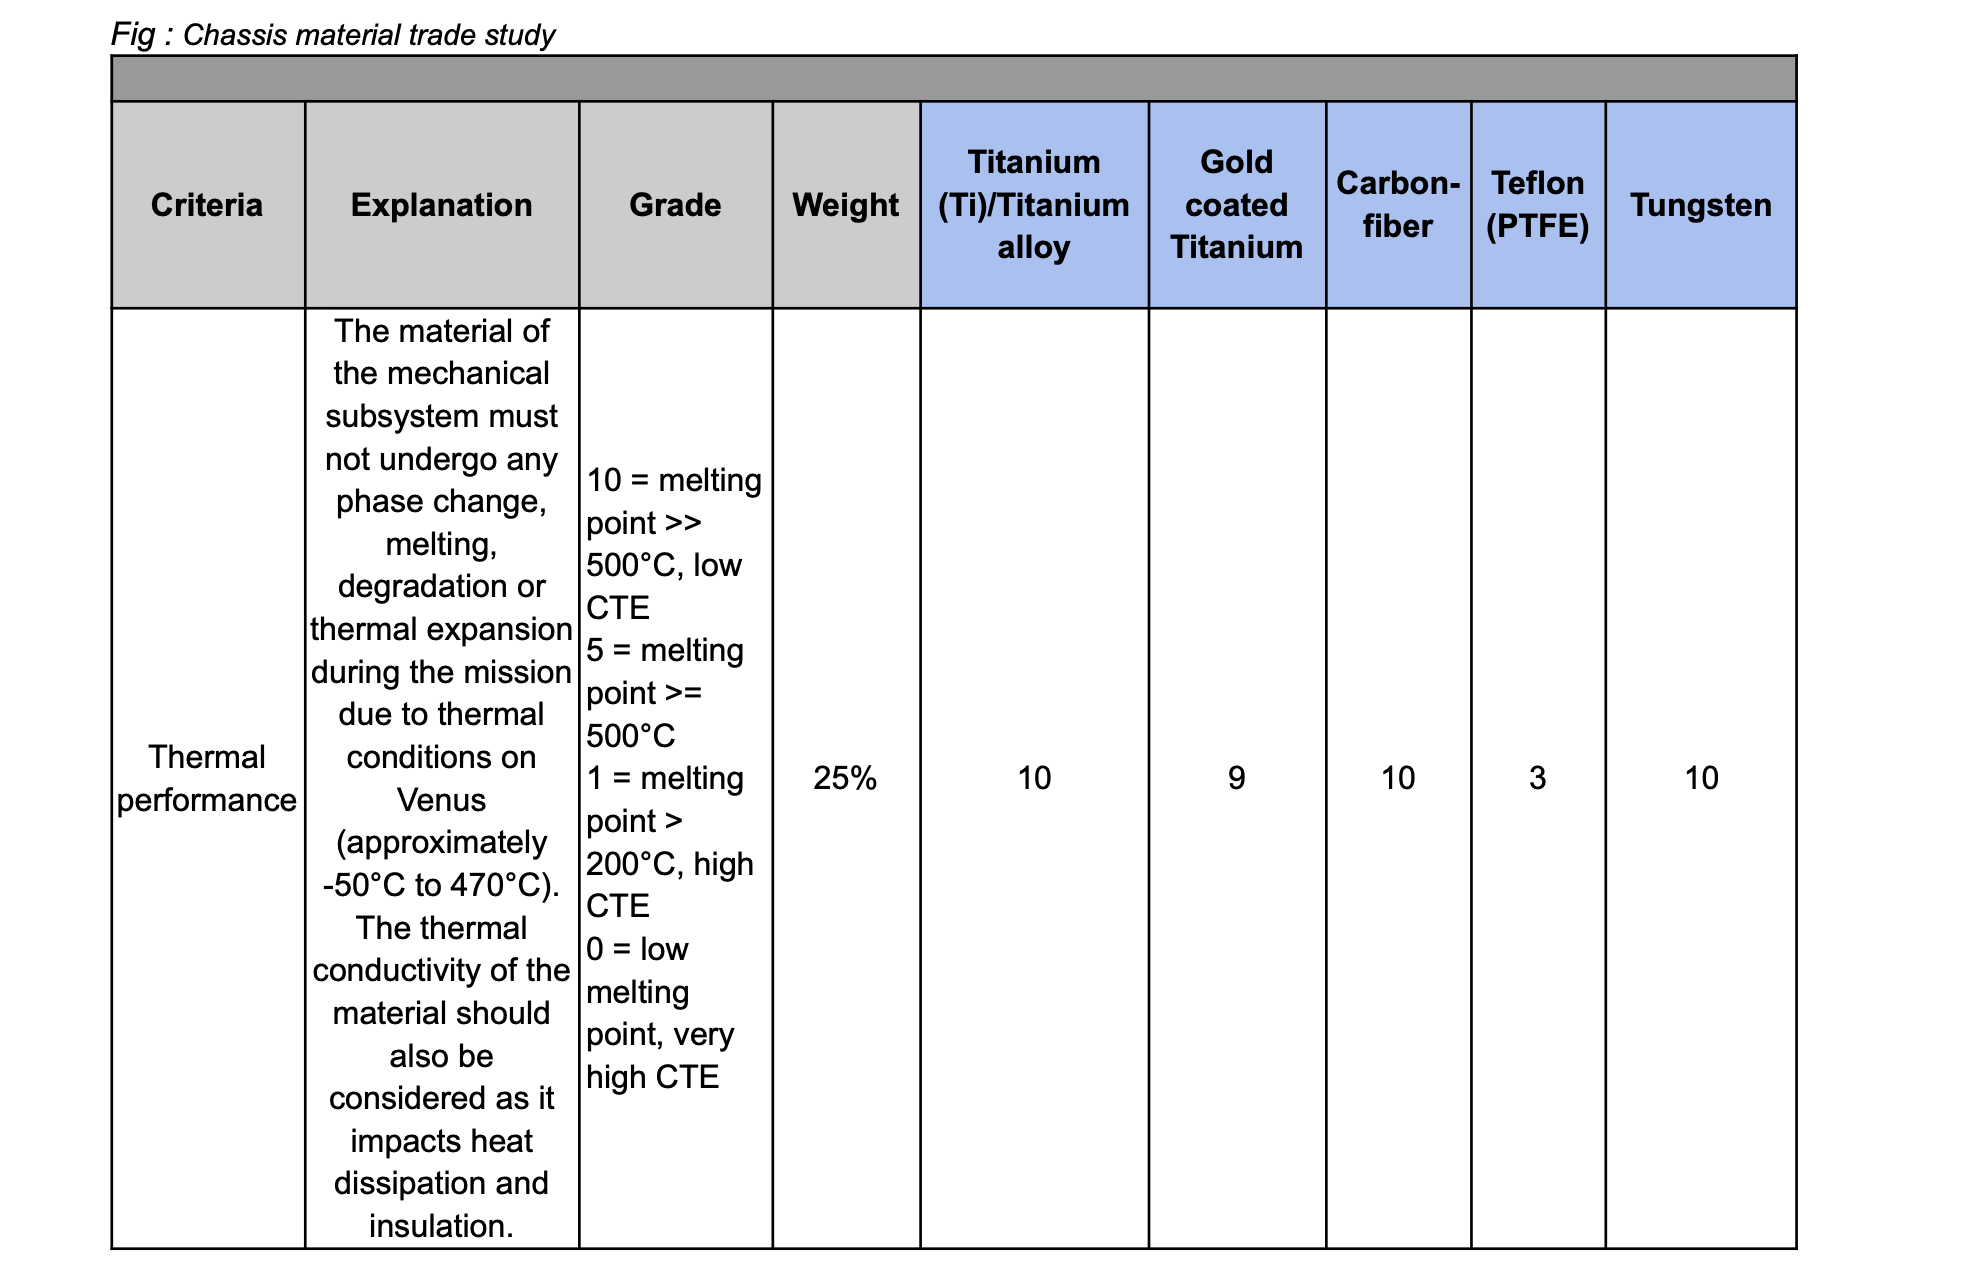 Fig : Chassis material trade study
Criteria
Explanation
Grade
Weight
Titanium
(Ti)/Titanium
alloy
Gold
coated
Titanium
Carbon-
fiber
Teflon
(PTFE)
Tungsten
Thermal
performance
The material of
the mechanical
subsystem must
not undergo any
phase change,
melting,
degradation or
thermal expansion
during the mission
due to thermal
conditions on
Venus
(approximately
-50°C to 470°C).
The thermal
conductivity of the
material should
also be
considered as it
impacts heat
dissipation and
insulation.
10 = melting
point >>
500°C, low
CTE
5 = melting
point >=
500°C
1 = melting
point >
200°C, high
CTE
0 = low
melting
point, very
high CTE
25%
10
9
10
3
10